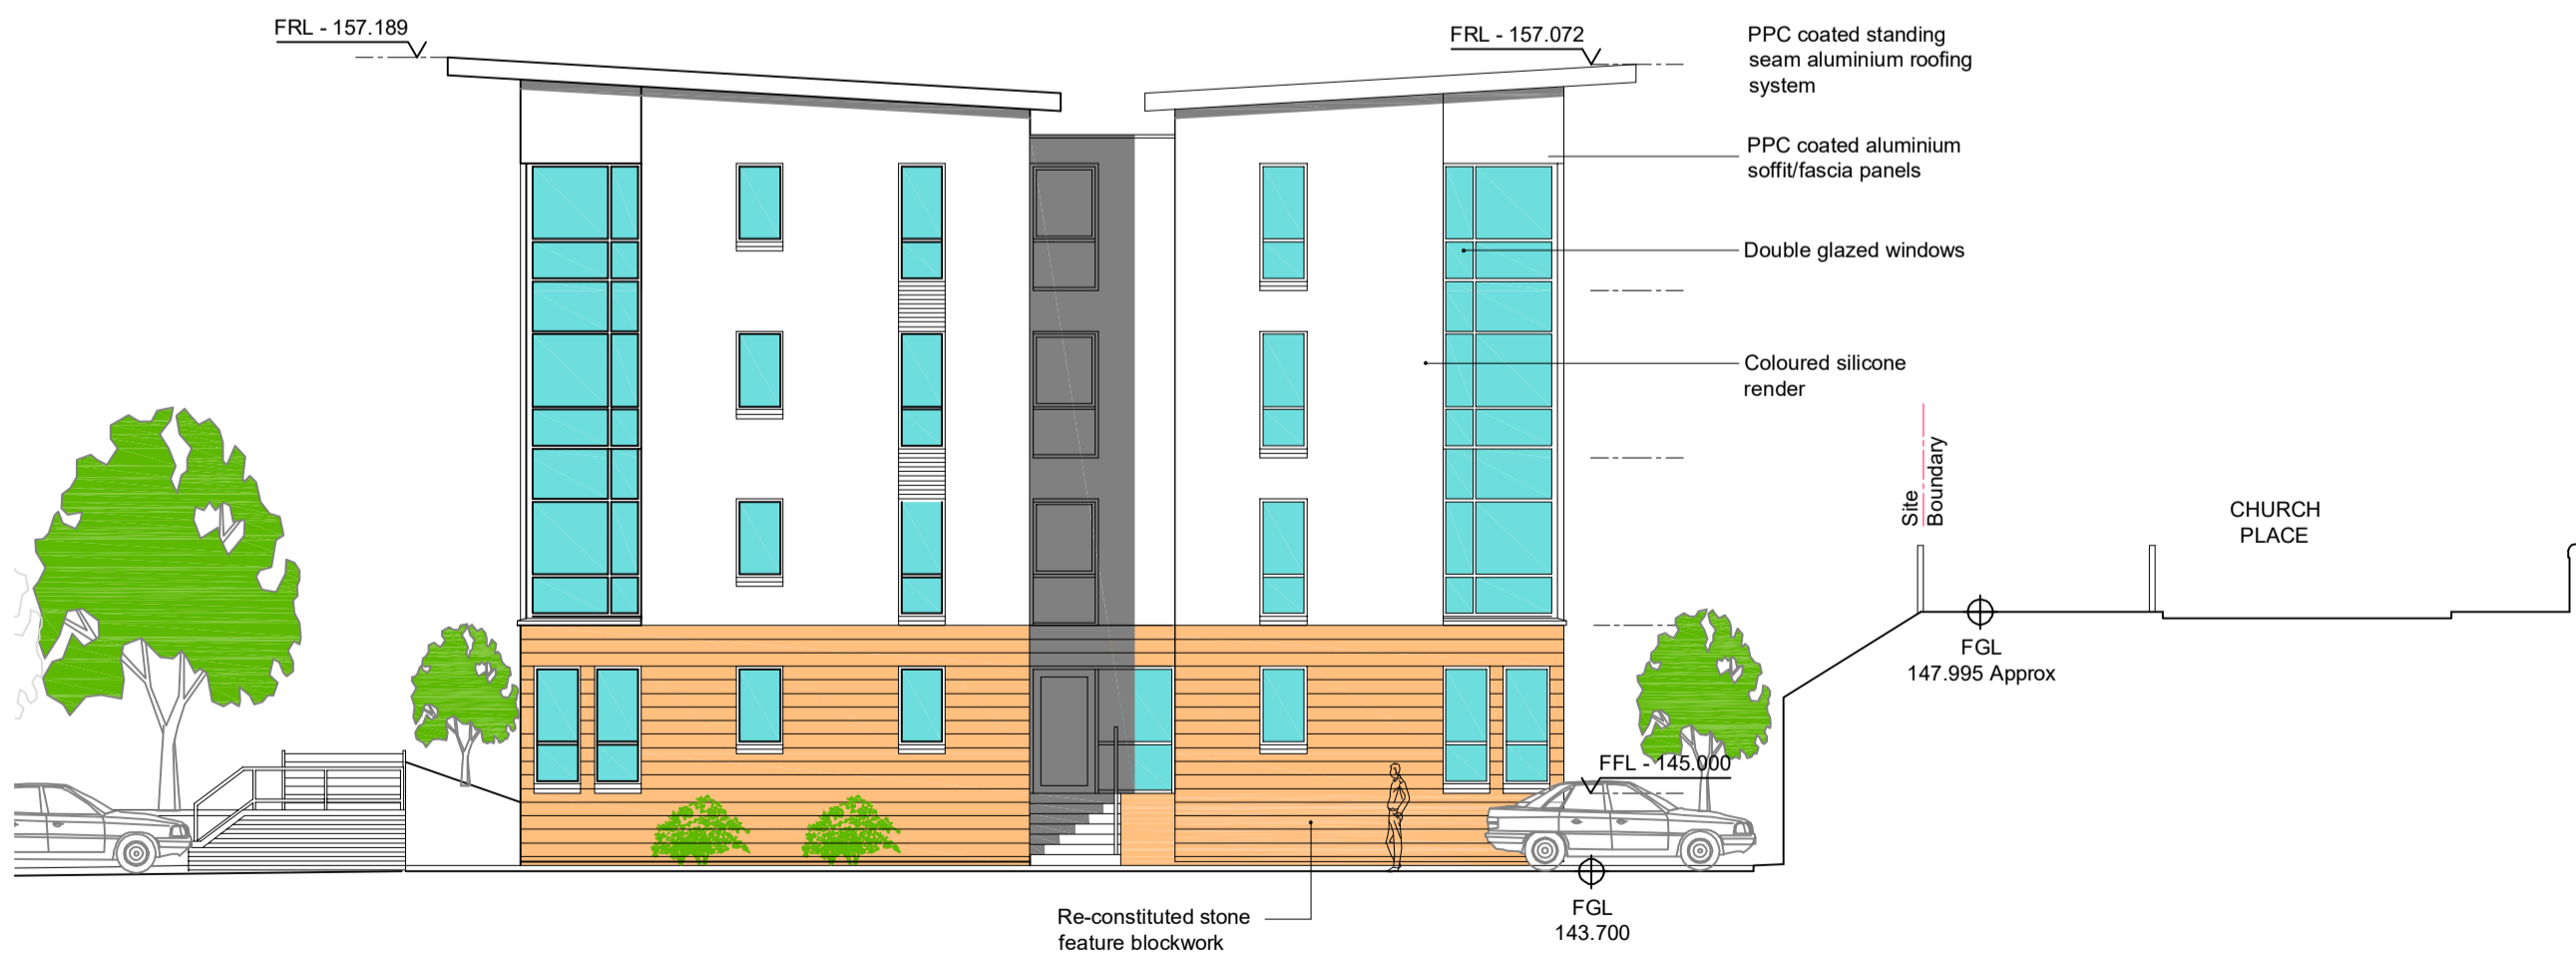 FRL - 157.189
FRL - 157.072
PPC coated standing
seam aluminium roofing
system
PPC coated aluminium
soffit/fascia panels
Double glazed windows
Coloured silicone
render
Site
Boundary
CHURCH
PLACE
FGL
147.995 Approx
FFL - 145.000
FGL
143.700
Re-constituted stone
feature blockwork